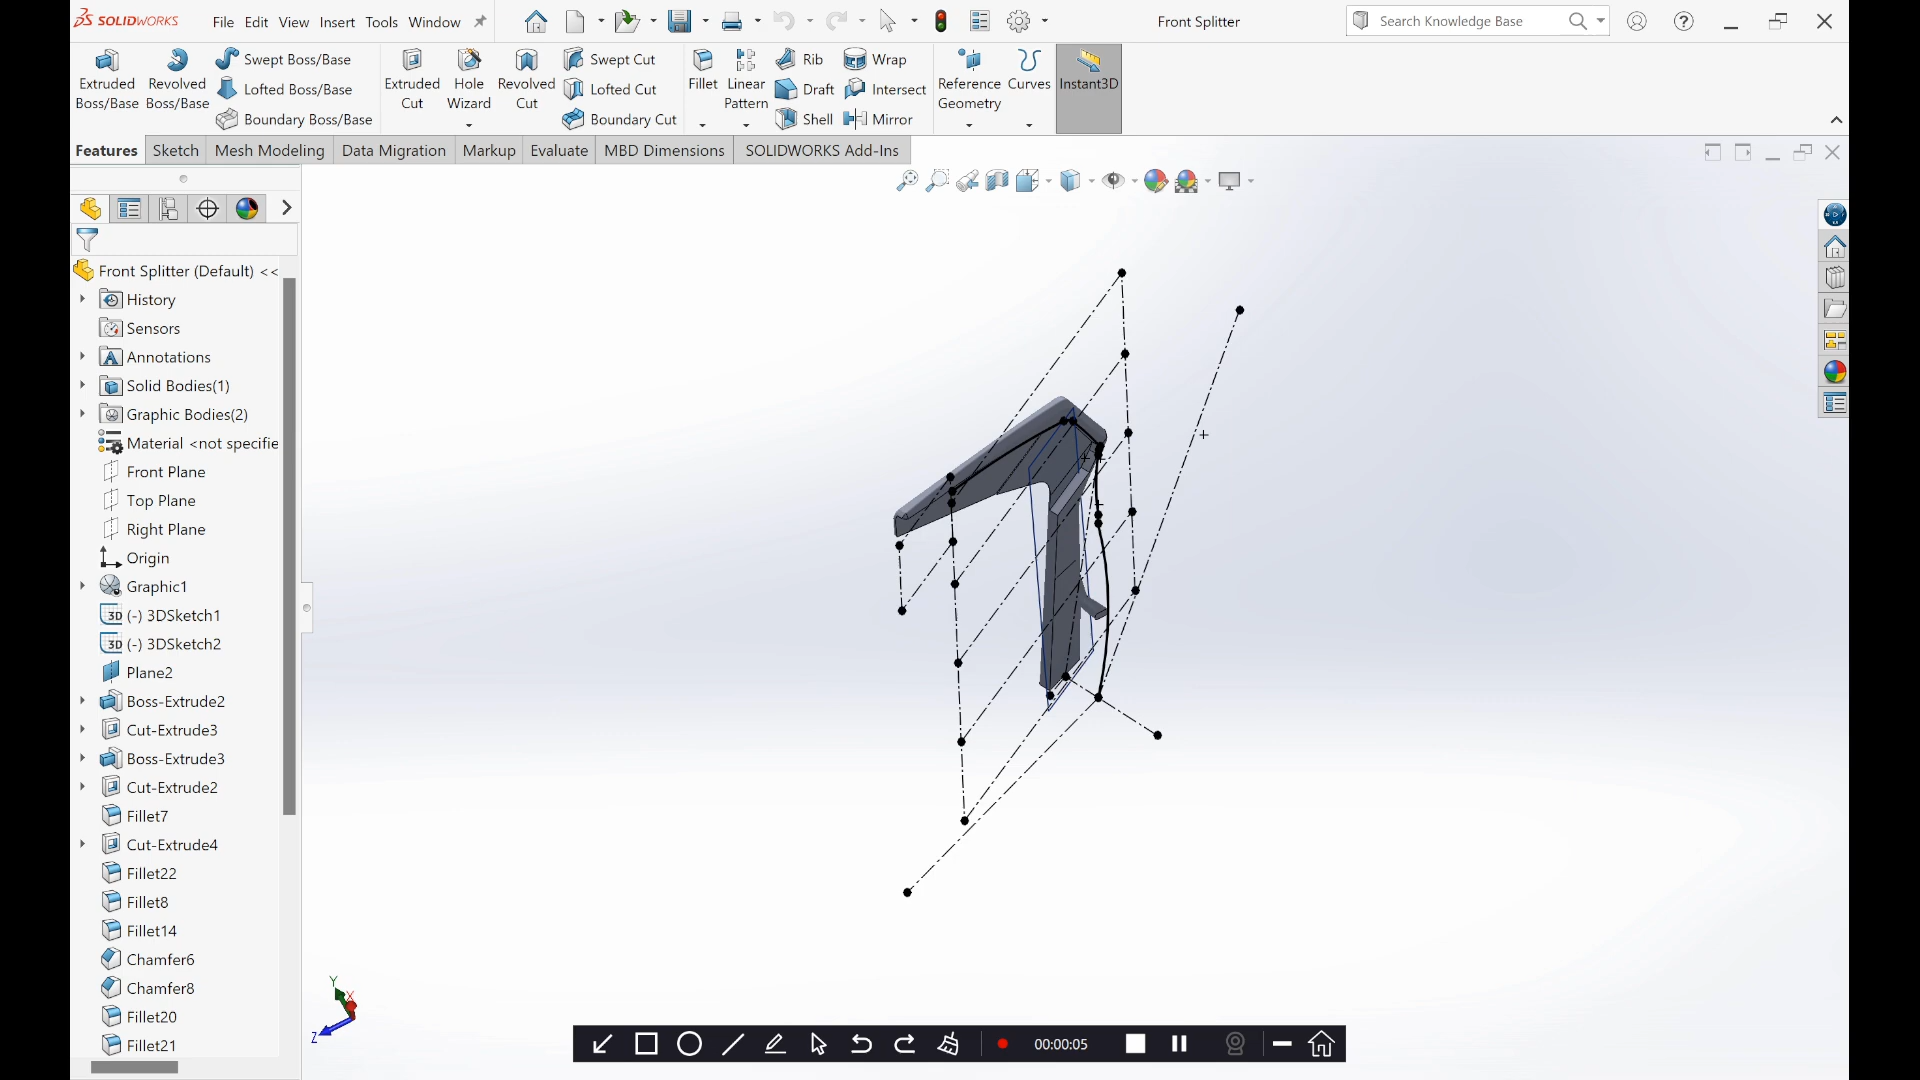 SOLIDWORKS File Edit View Insert Tools Window Front Splitter Search Knowledge Base
Extruded Boss/Base
Revolved Boss/Base
Swept Boss/Base
Lofted Boss/Base
Boundary Boss/Base
Extruded Cut
Hole Wizard
Revolved Cut
Swept Cut
Lofted Cut
Boundary Cut
Fillet
Linear Pattern
Rib
Draft
Shell
Wrap
Intersect
Mirror
Reference Geometry
Curves
Instant3D
Features Sketch Mesh Modeling Data Migration Markup Evaluate MBD Dimensions SOLIDWORKS Add-Ins
Front Splitter (Default) <<
History
Sensors
Annotations
Solid Bodies(1)
Graphic Bodies(2)
Material <not specifie
Front Plane
Top Plane
Right Plane
Origin
Graphic1
3D (-) 3DSketch1
3D (-) 3DSketch2
Plane2
Boss-Extrude2
Cut-Extrude3
Boss-Extrude3
Cut-Extrude2
Fillet7
Cut-Extrude4
Fillet22
Fillet8
Fillet14
Chamfer6
Chamfer8
Fillet20
Fillet21
Y
X
Z
00:00:05